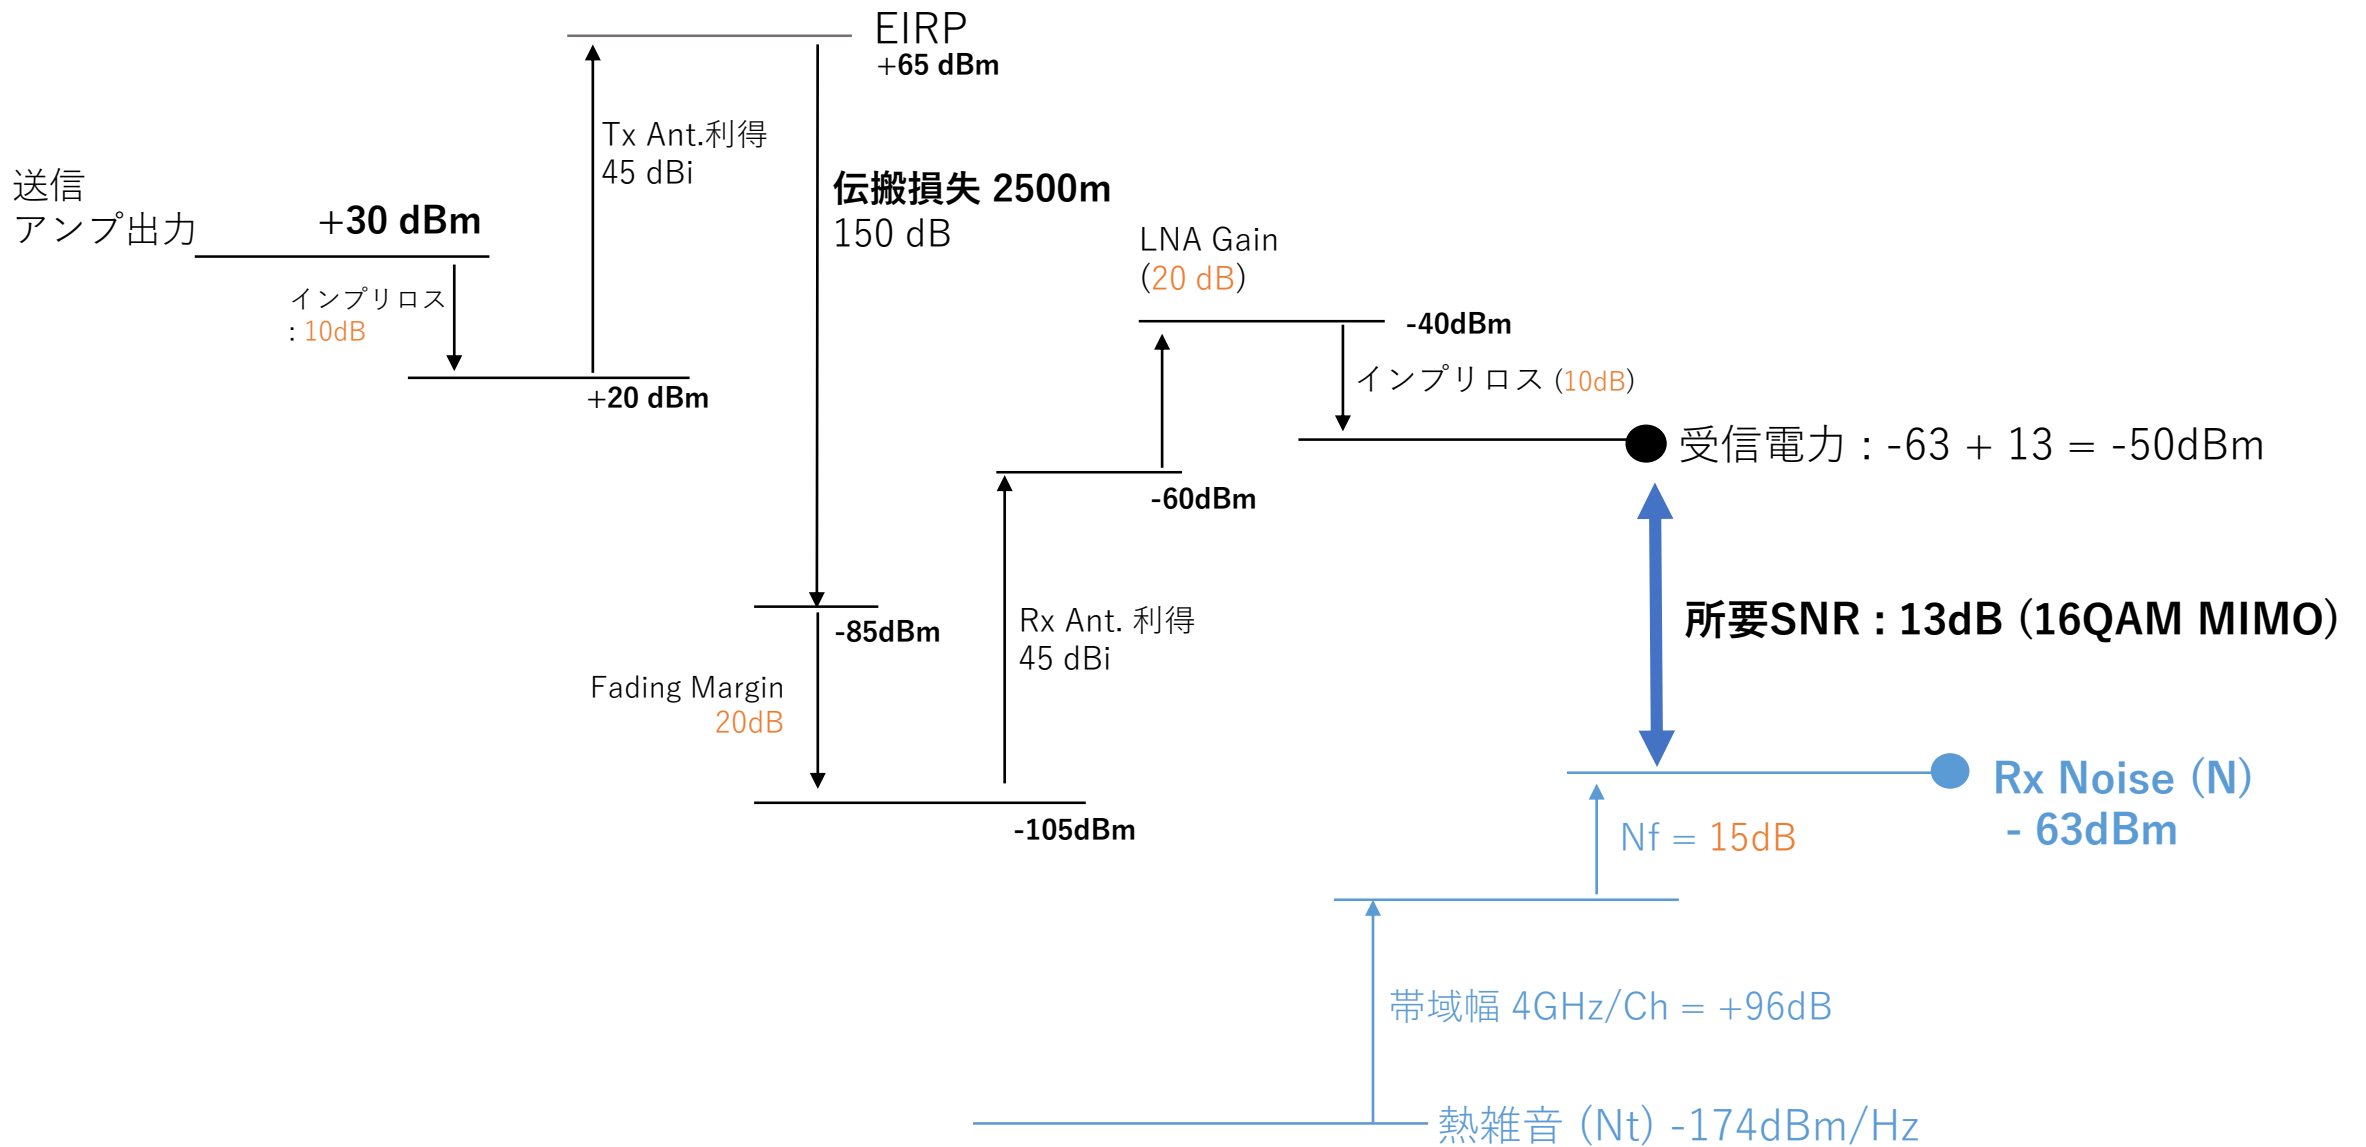 EIRP
+65 dBm
Tx Ant.利得
45 dBi
送信
アンプ出力
+30 dBm
伝搬損失 2500m
150 dB
インプリロス
: 10dB
+20 dBm
LNA Gain
(20 dB)
-40dBm
インプリロス (10dB)
受信電力 : -63 + 13 = -50dBm
-60dBm
-85dBm
Rx Ant. 利得
45 dBi
所要SNR : 13dB (16QAM MIMO)
Fading Margin
20dB
-105dBm
Rx Noise (N)
- 63dBm
Nf = 15dB
帯域幅 4GHz/Ch = +96dB
熱雑音 (Nt) -174dBm/Hz